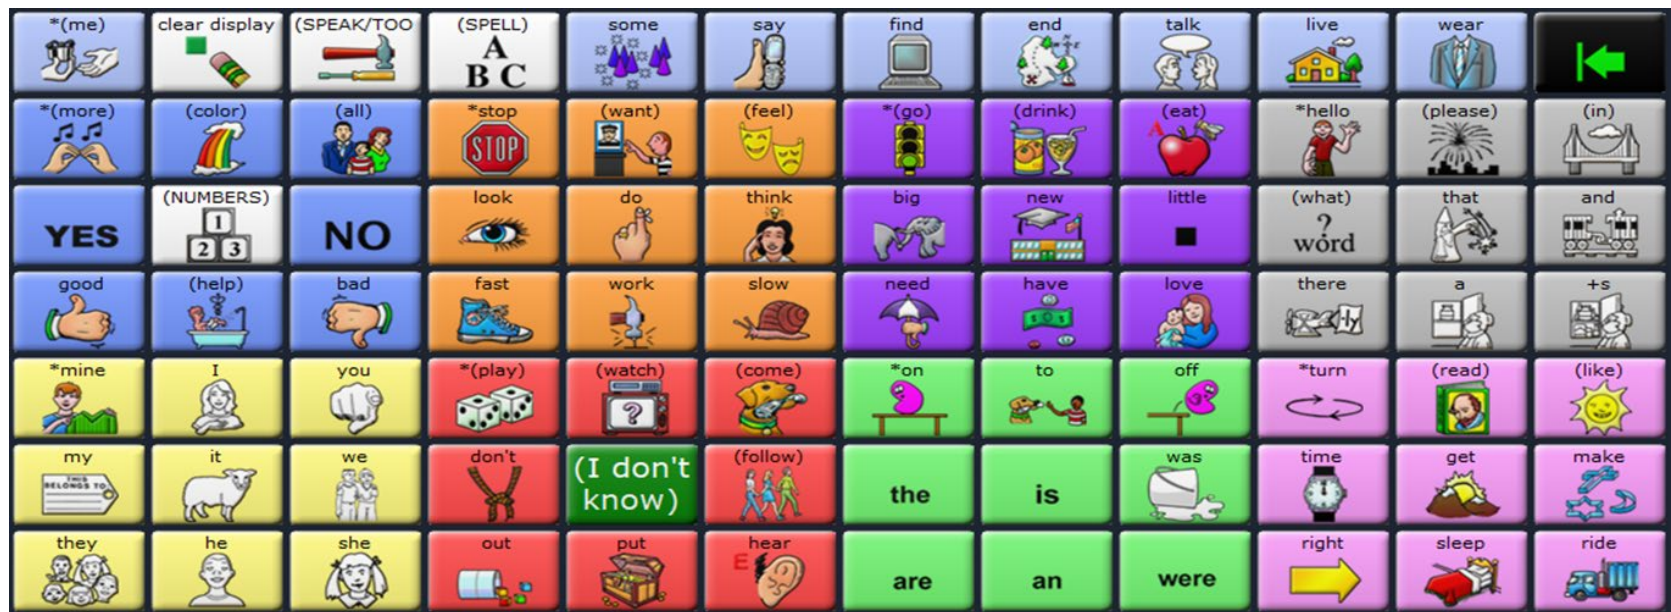 *(me) clear display (SPEAK/TOO (SPELL) some say find end talk live wear
A
B C
*(more) (color) (all) *stop (want) (feel) *(go) (drink) (eat) *hello (please) (in)
STOP A
YES (NUMBERS) NO look do think big new little (what) that and
1 ?
2 3 word
good (help) bad fast work slow need have love there a +s
*mine I you *(play) (watch) (come) *on to off *turn (read) (like)
?
my it we don't (I don't know) (follow) the is was time get make
THIS
BELONGS TO
they he she out put hear are an were right sleep ride
E